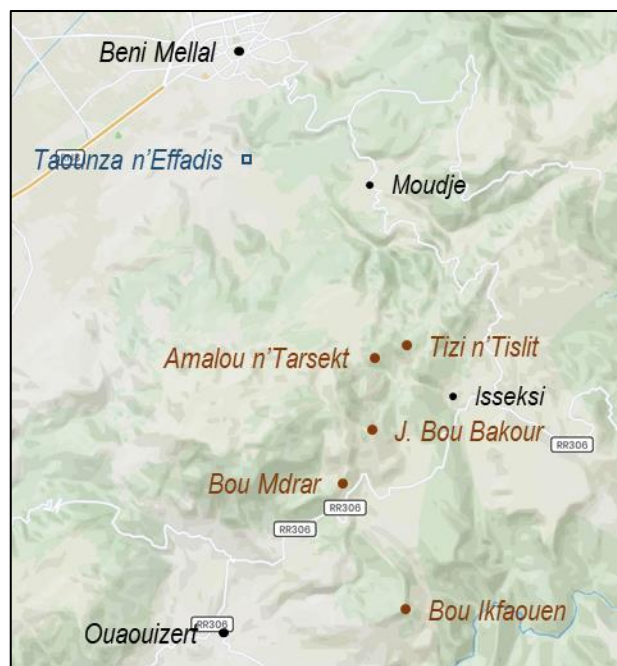 Beni Mellal
Taounza n'Effadis
Moudje
Tizi n'Tislit
Amalou n'Tarsekt
Isseksi
J. Bou Bakour
RR306
Bou Mdrar
RR306
RR306
Bou Ikfaouen
RR306
Ouaouizert